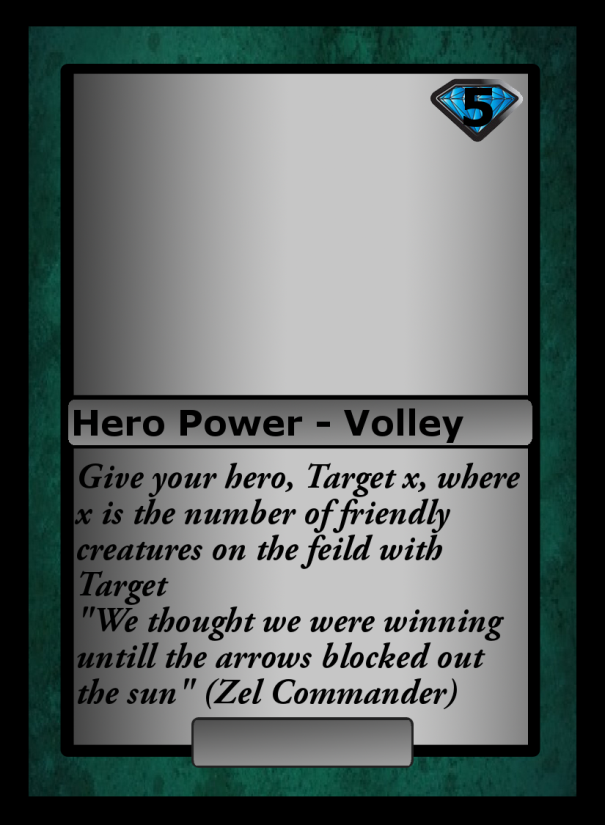 5
Hero Power - Volley
Give your hero, Target x, where
x is the number of friendly
creatures on the feild with
Target
"We thought we were winning
untill the arrows blocked out
the sun" (Zel Commander)